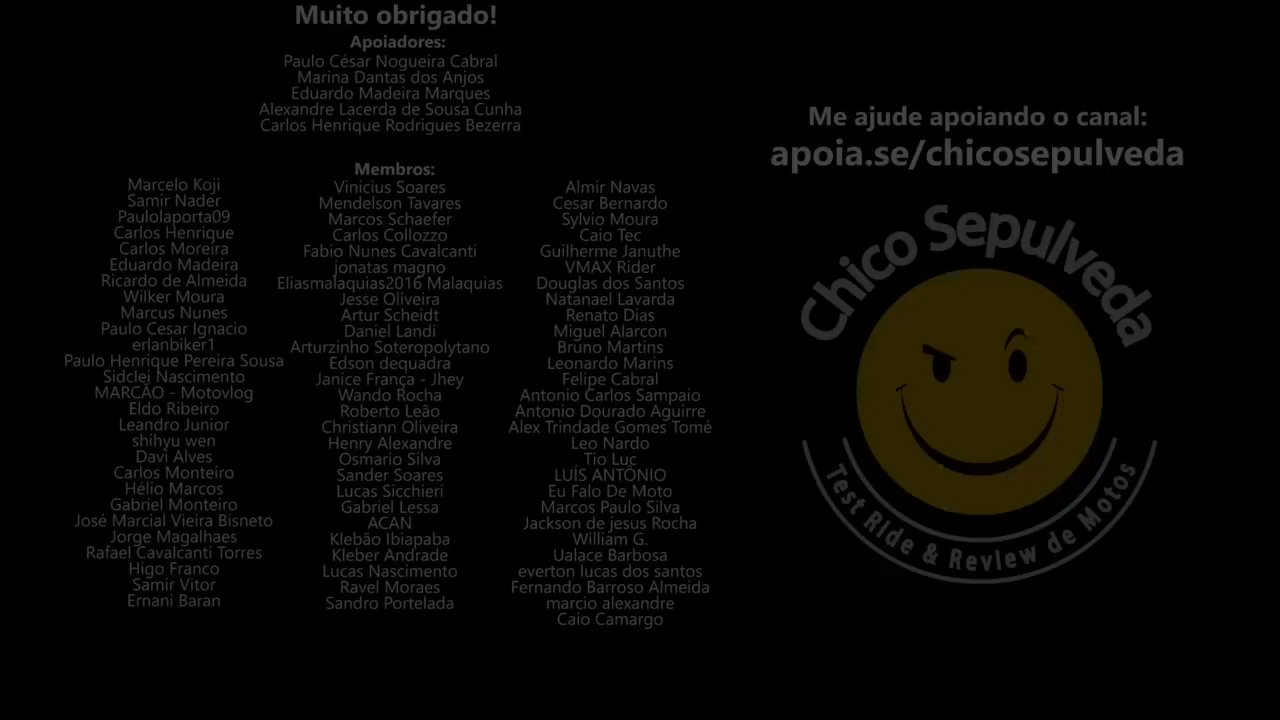 Muito obrigado!
Apoiadores:
Paulo César Nogueira Cabral
Marina Dantas dos Anjos
Eduardo Madeira Marques
Alexandre Lacerda de Sousa Cunha
Carlos Henrique Rodrigues Bezerra
Membros:
Marcelo Koji
Samir Nader
Paulolaporta09
Carlos Henrique
Carlos Moreira
Eduardo Madeira
Ricardo de Almeida
Wilker Moura
Marcus Nunes
Paulo Cesar Ignacio
erlanbiker1
Paulo Henrique Pereira Sousa
Sidclei Nascimento
MARCÃO - Motovlog
Eldo Ribeiro
Leandro Junior
shihyu wen
Davi Alves
Carlos Monteiro
Hélio Marcos
Gabriel Monteiro
José Marcial Vieira Bisneto
Jorge Magalhaes
Rafael Cavalcanti Torres
Higo Franco
Samir Vitor
Ernani Baran
Vinicius Soares
Mendelson Tavares
Marcos Schaefer
Carlos Collozzo
Fabio Nunes Cavalcanti
jonatas magno
Eliasmalaquias2016 Malaquias
Jesse Oliveira
Artur Scheidt
Daniel Landi
Arturzinho Soteropolytano
Edson dequadra
Janice França - Jhey
Wando Rocha
Roberto Leão
Christiann Oliveira
Henry Alexandre
Osmario Silva
Sander Soares
Lucas Sicchieri
Gabriel Lessa
ACAN
Klebão Ibiapaba
Kleber Andrade
Lucas Nascimento
Ravel Moraes
Sandro Portelada
Almir Navas
Cesar Bernardo
Sylvio Moura
Caio Tec
Guilherme Januthe
VMAX Rider
Douglas dos Santos
Natanael Lavarda
Renato Dias
Miguel Alarcon
Bruno Martins
Leonardo Marins
Felipe Cabral
Antonio Carlos Sampaio
Antonio Dourado Aguirre
Alex Trindade Gomes Tomé
Leo Nardo
Tio Luc
LUÍS ANTÔNIO
Eu Falo De Moto
Marcos Paulo Silva
Jackson de jesus Rocha
William G.
Ualace Barbosa
everton lucas dos santos
Fernando Barroso Almeida
marcio alexandre
Caio Camargo
Me ajude apoiando o canal:
apoia.se/chicosepulveda
Chico Sepulveda
Test Ride & Review de Motos